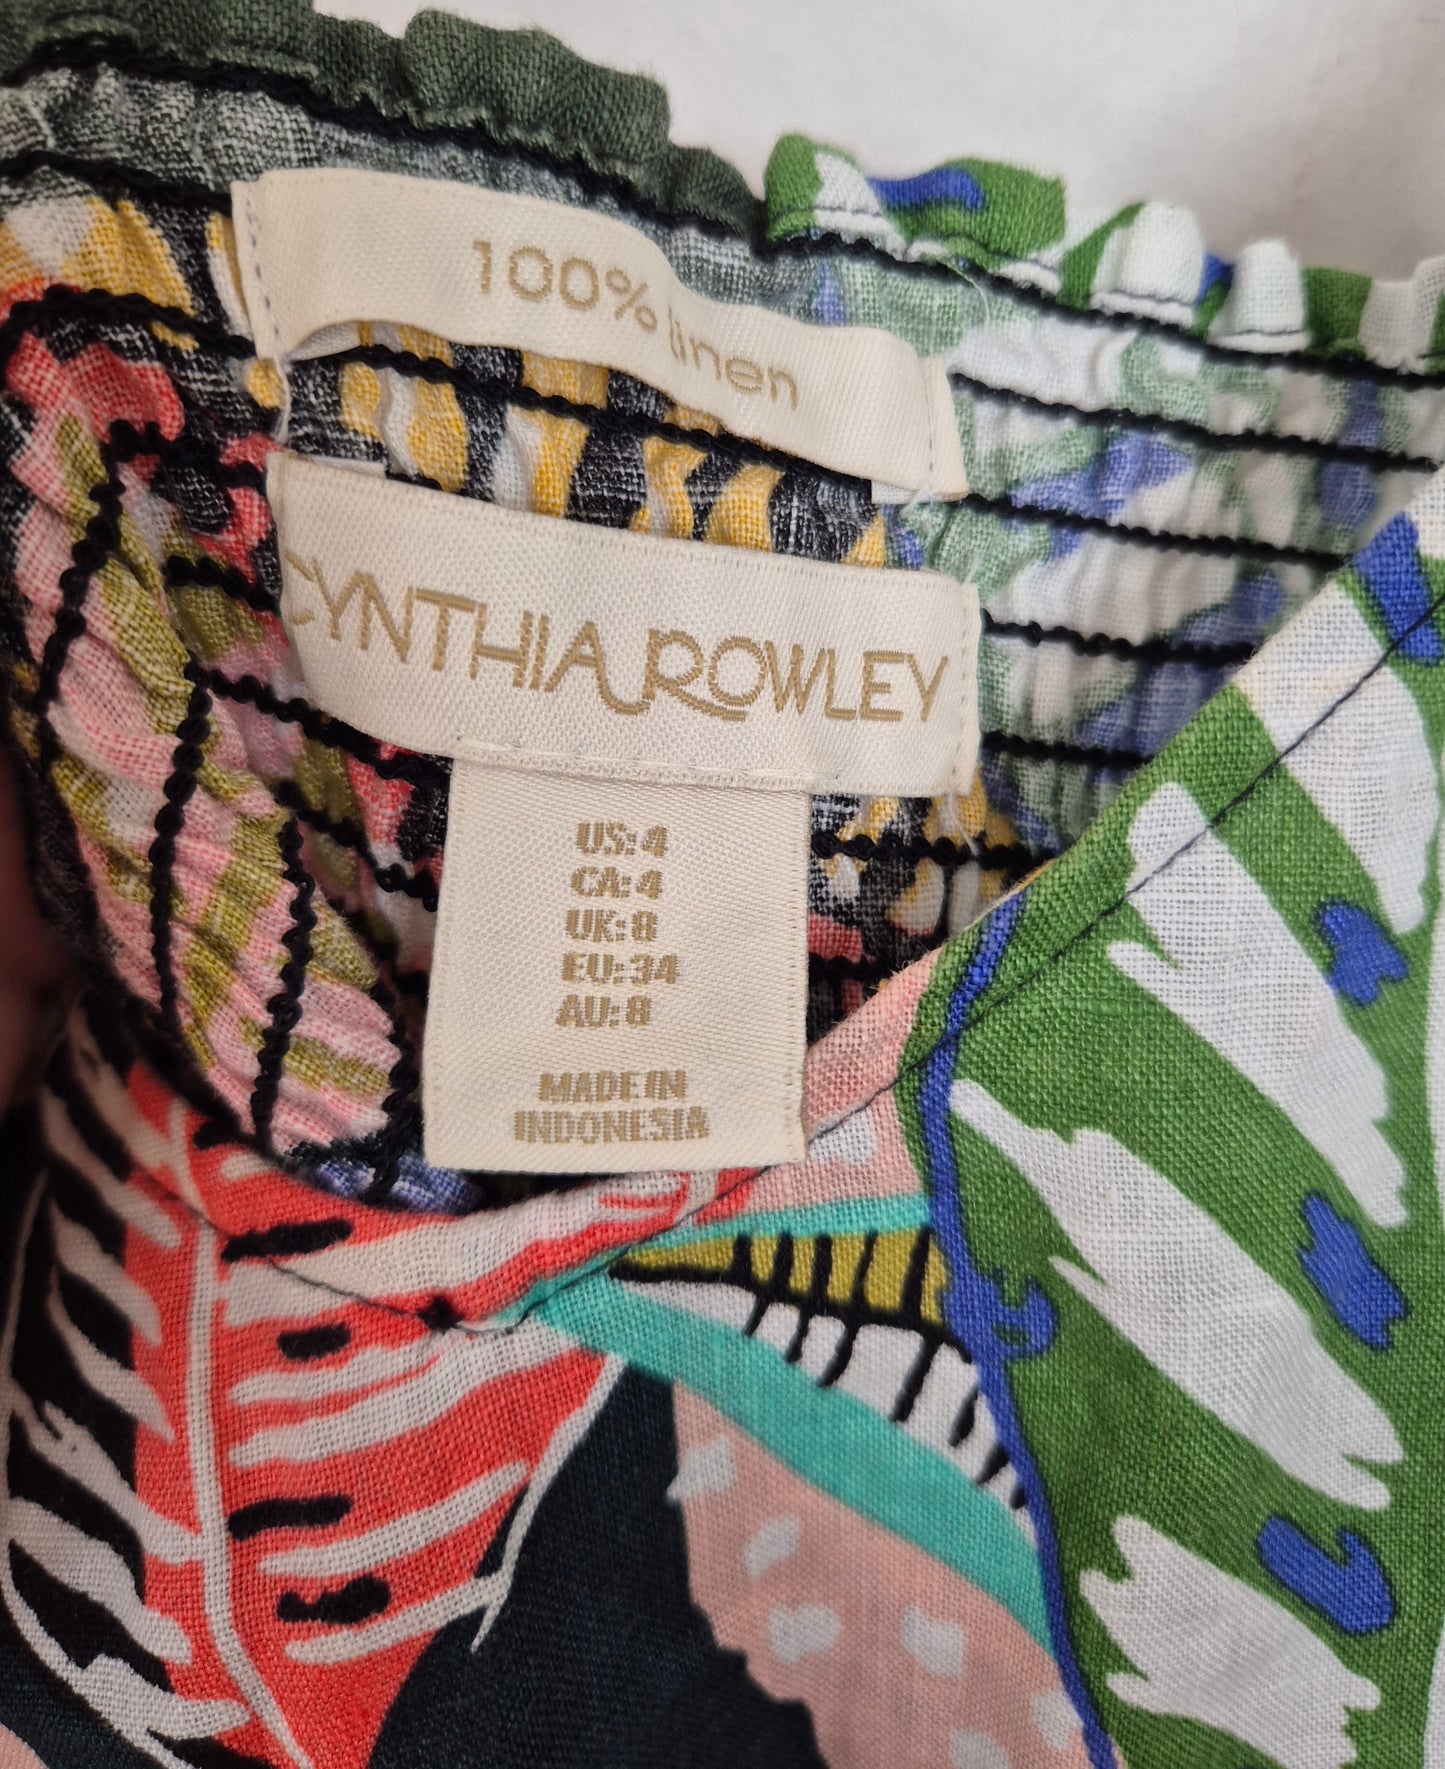 100% linen
CYNTHIA ROWLEY
US: 4
CA: 4
UK: 8
EU: 34
AU: 8
MADE IN
INDONESIA